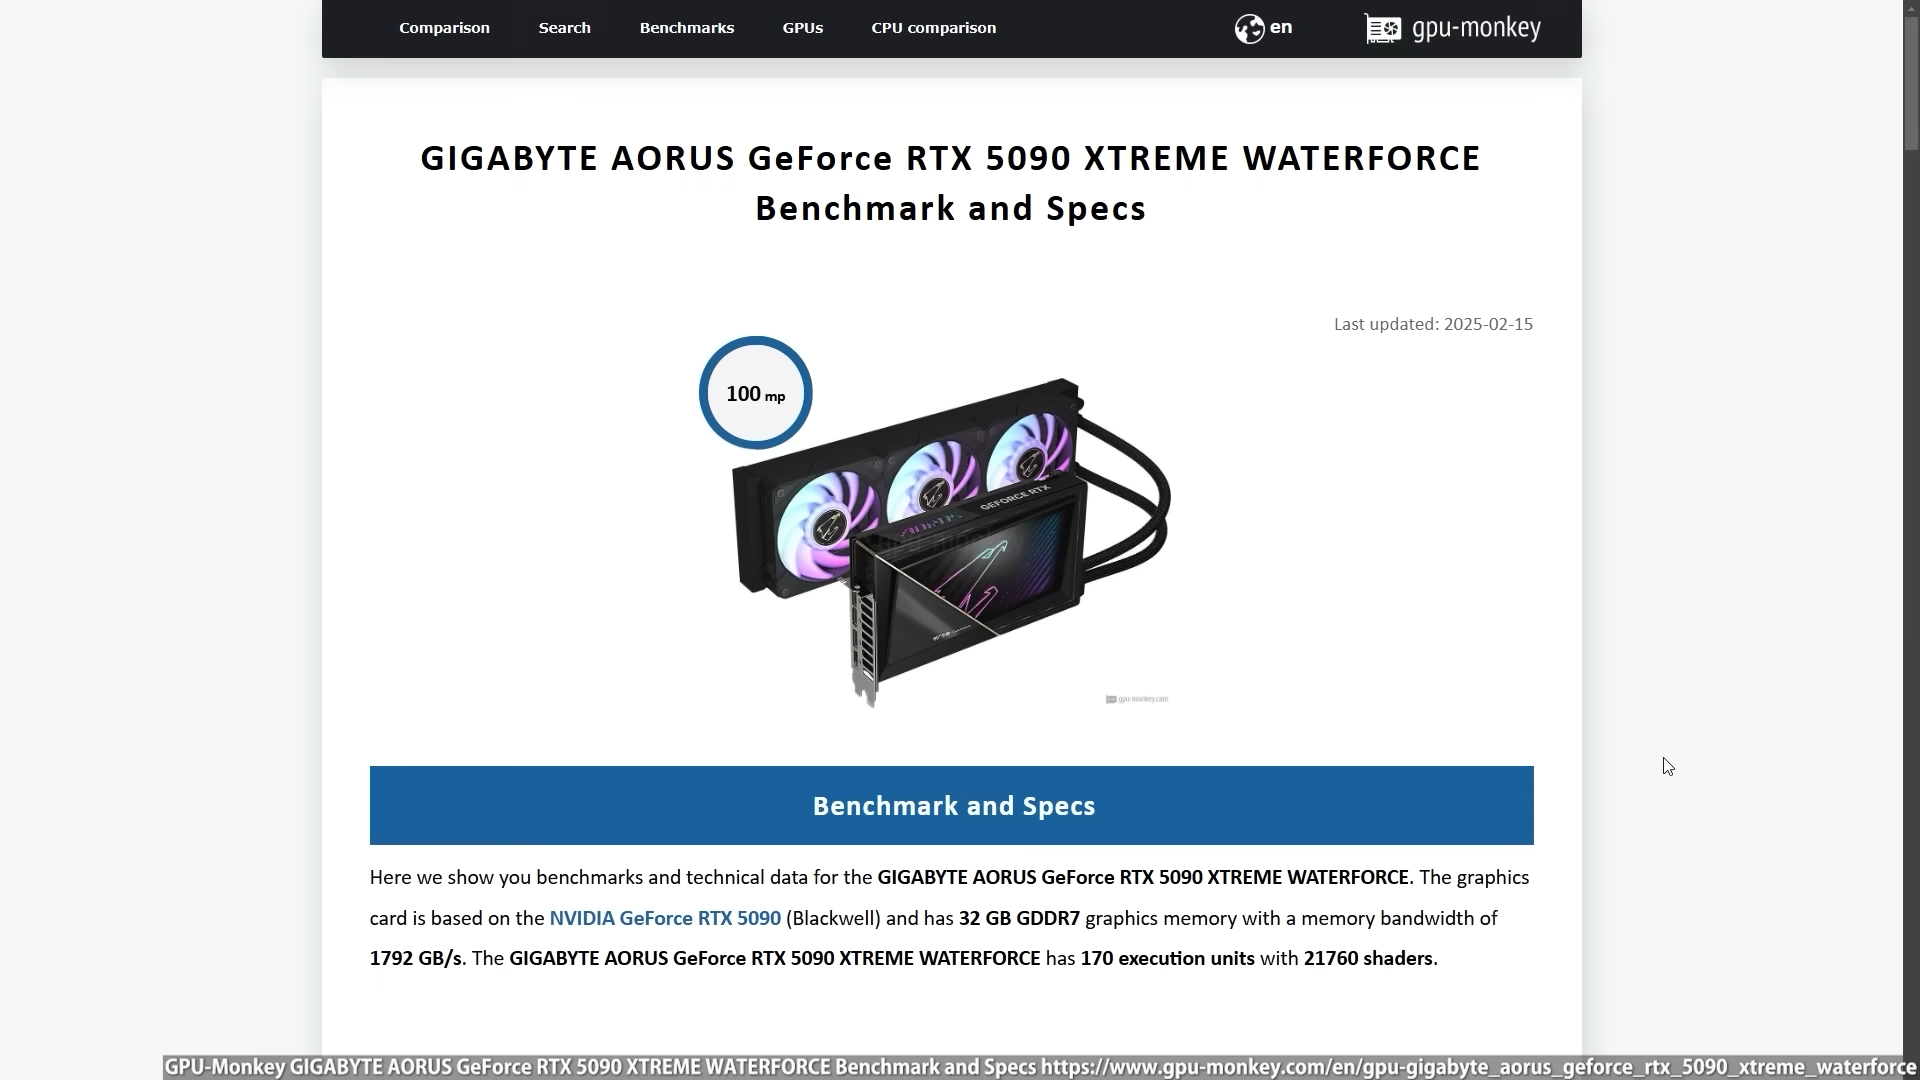 Comparison Search Benchmarks GPUs CPU comparison en gpu-monkey
GIGABYTE AORUS GeForce RTX 5090 XTREME WATERFORCE
Benchmark and Specs
Last updated: 2025-02-15
100 mp
GEFORCE RTX
gpu-monkey.com
Benchmark and Specs
Here we show you benchmarks and technical data for the GIGABYTE AORUS GeForce RTX 5090 XTREME WATERFORCE. The graphics
card is based on the NVIDIA GeForce RTX 5090 (Blackwell) and has 32 GB GDDR7 graphics memory with a memory bandwidth of
1792 GB/s. The GIGABYTE AORUS GeForce RTX 5090 XTREME WATERFORCE has 170 execution units with 21760 shaders.
GPU-Monkey GIGABYTE AORUS GeForce RTX 5090 XTREME WATERFORCE Benchmark and Specs https://www.gpu-monkey.com/en/gpu-gigabyte_aorus_geforce_rtx_5090_xtreme_waterforce